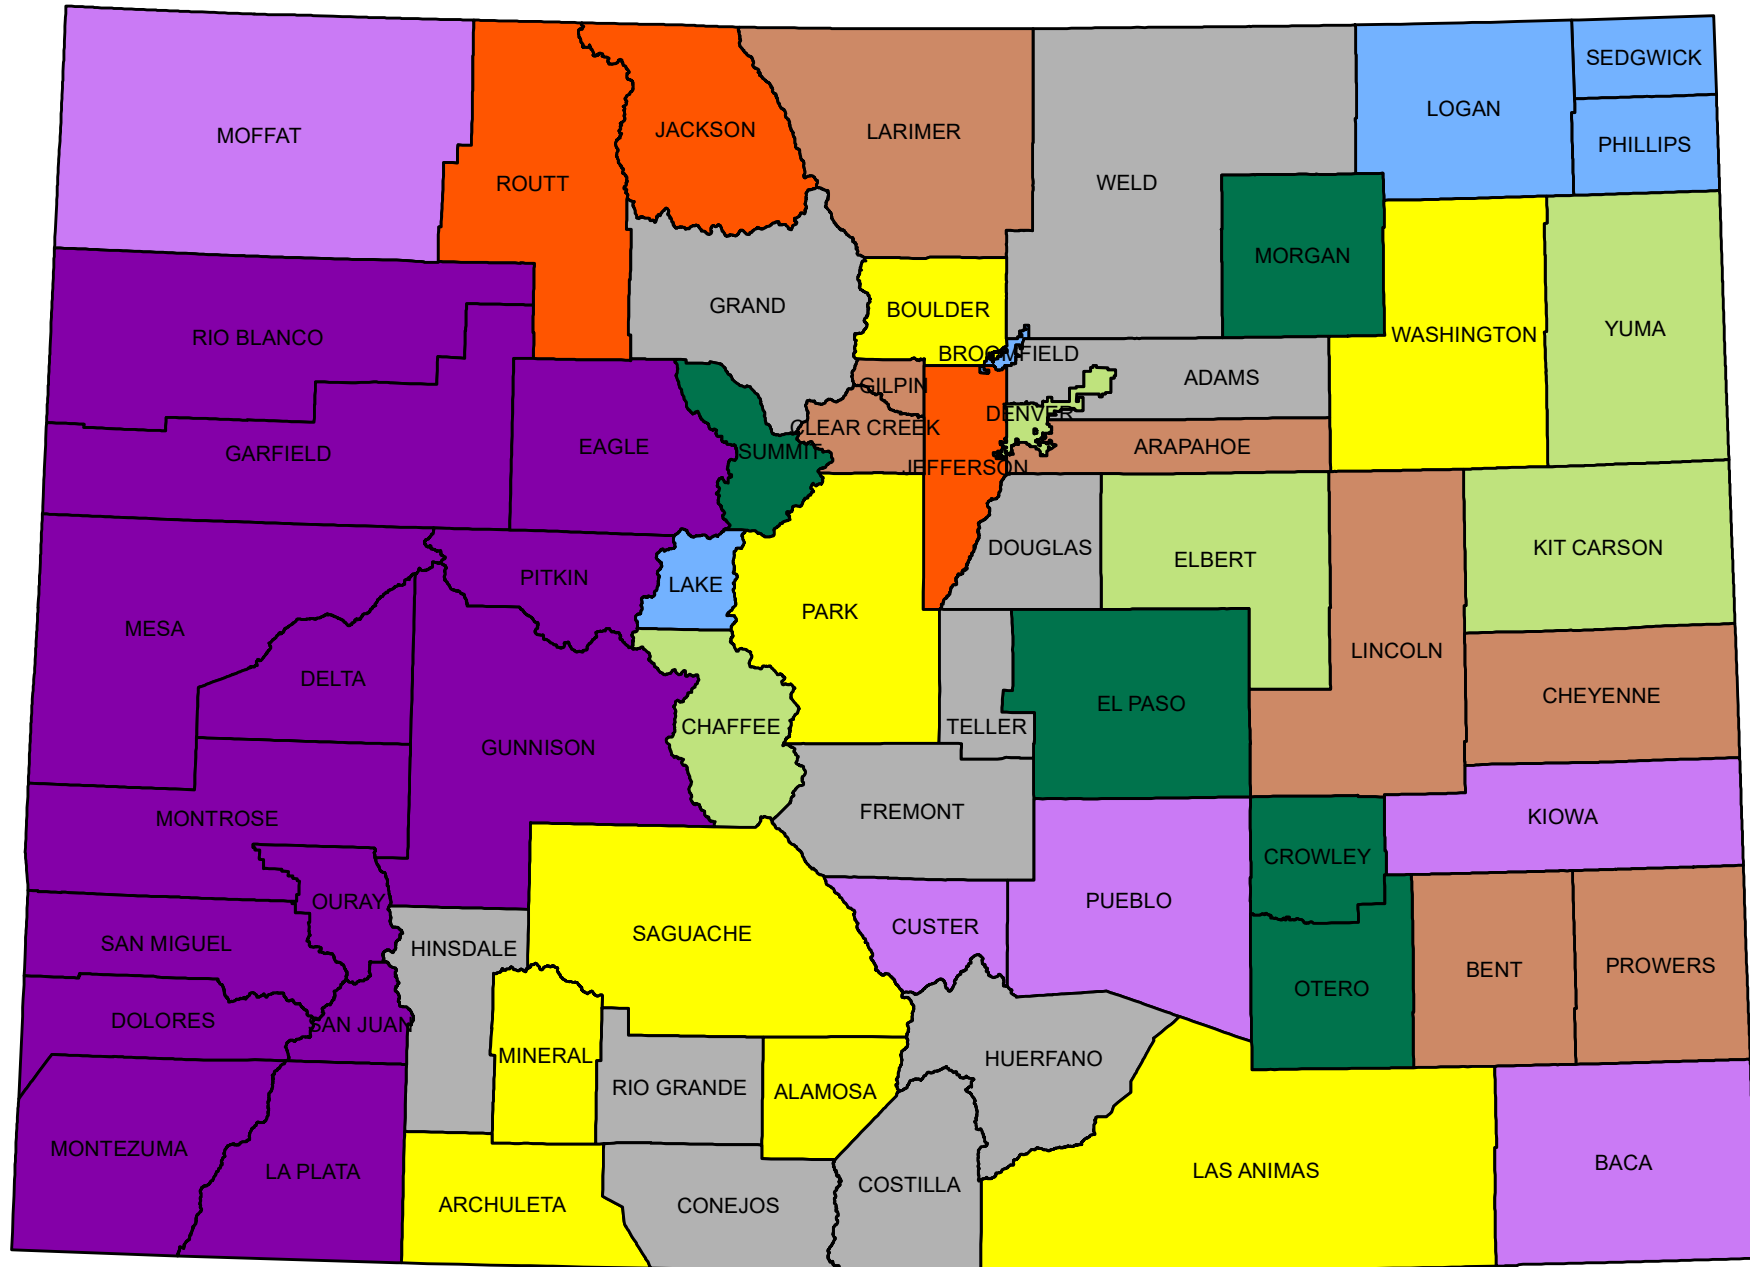 SEDGWICK
LOGAN
JACKSON
LARIMER
MOFFAT
PHILLIPS
ROUTT
WELD
MORGAN
GRAND
BOULDER
YUMA
RIO BLANCO
WASHINGTON
BROOMFIELD
ADAMS
GILPIN
DENVER
CLEAR CREEK
EAGLE
ARAPAHOE
GARFIELD
SUMMIT
JEFFERSON
DOUGLAS
KIT CARSON
ELBERT
PITKIN
LAKE
PARK
MESA
LINCOLN
DELTA
CHEYENNE
EL PASO
CHAFFEE
TELLER
GUNNISON
FREMONT
KIOWA
MONTROSE
CROWLEY
OURAY
PUEBLO
CUSTER
SAGUACHE
SAN MIGUEL
HINSDALE
PROWERS
BENT
OTERO
DOLORES
SAN JUAN
MINERAL
HUERFANO
RIO GRANDE
ALAMOSA
MONTEZUMA
BACA
LA PLATA
LAS ANIMAS
COSTILLA
ARCHULETA
CONEJOS